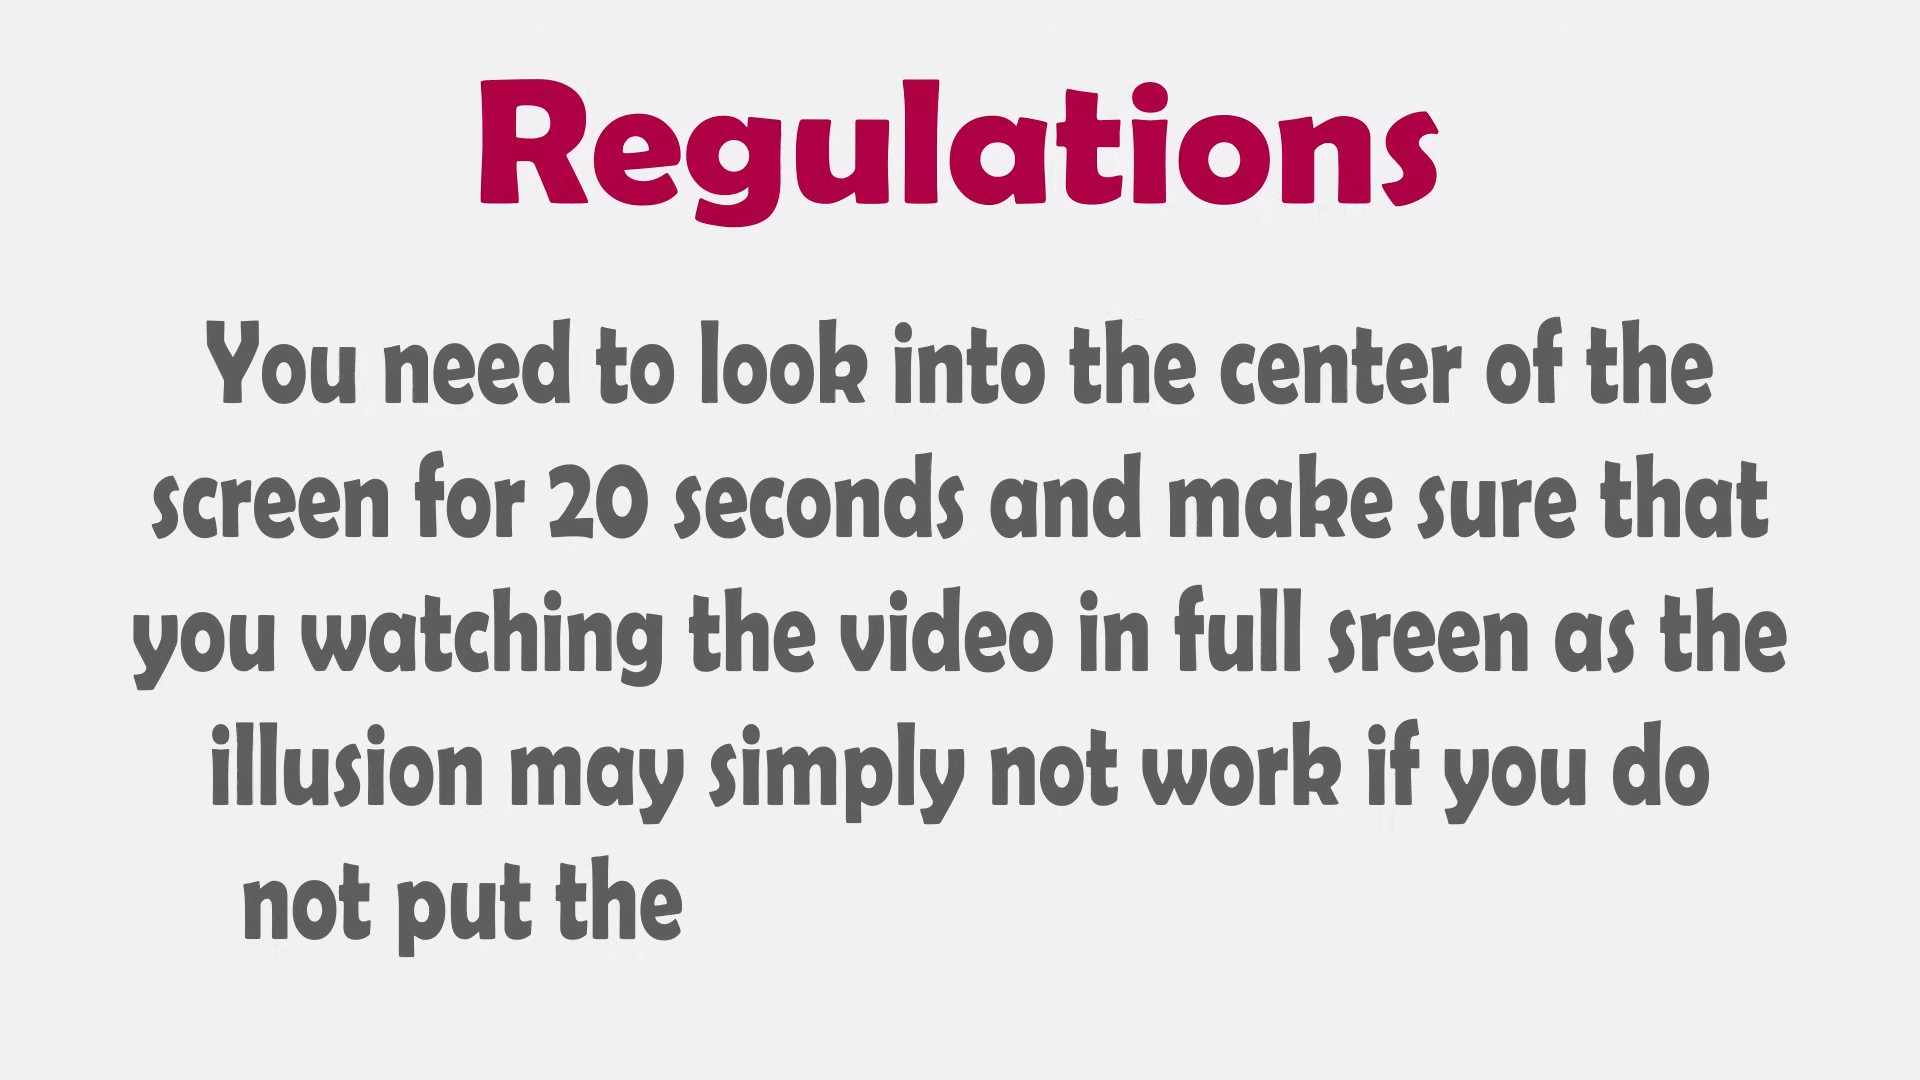 Regulations
You need to look into the center of the
screen for 20 seconds and make sure that
you watching the video in full sreen as the
illusion may simply not work if you do
not put the